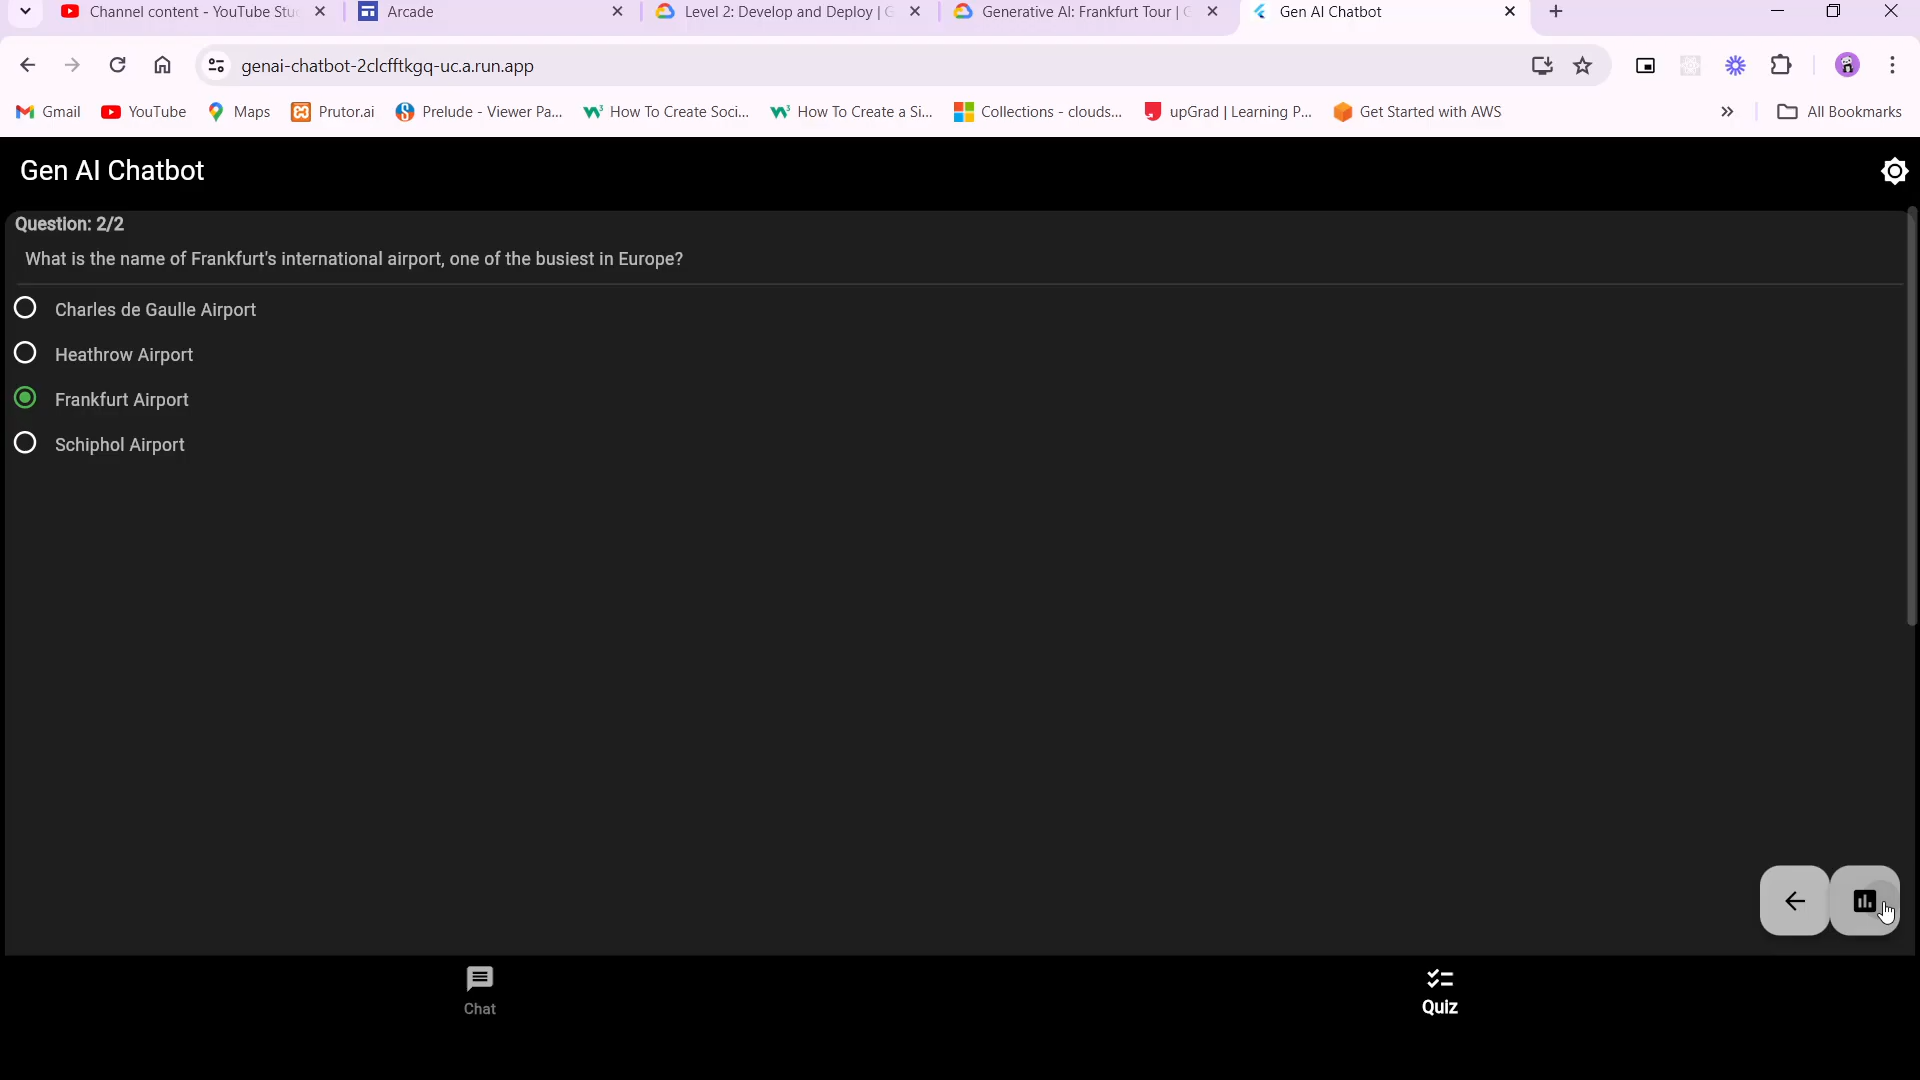 Channel content - YouTube Stu
Arcade
Level 2: Develop and Deploy | G
Generative AI: Frankfurt Tour | G
Gen AI Chatbot
genai-chatbot-2clcfftkgq-uc.a.run.app
Gmail
YouTube
Maps
Prutor.ai
Prelude - Viewer Pa...
How To Create Soci...
How To Create a Si...
Collections - clouds...
upGrad | Learning P...
Get Started with AWS
All Bookmarks
Gen AI Chatbot
Question: 2/2
What is the name of Frankfurt's international airport, one of the busiest in Europe?
Charles de Gaulle Airport
Heathrow Airport
Frankfurt Airport
Schiphol Airport
Chat
Quiz